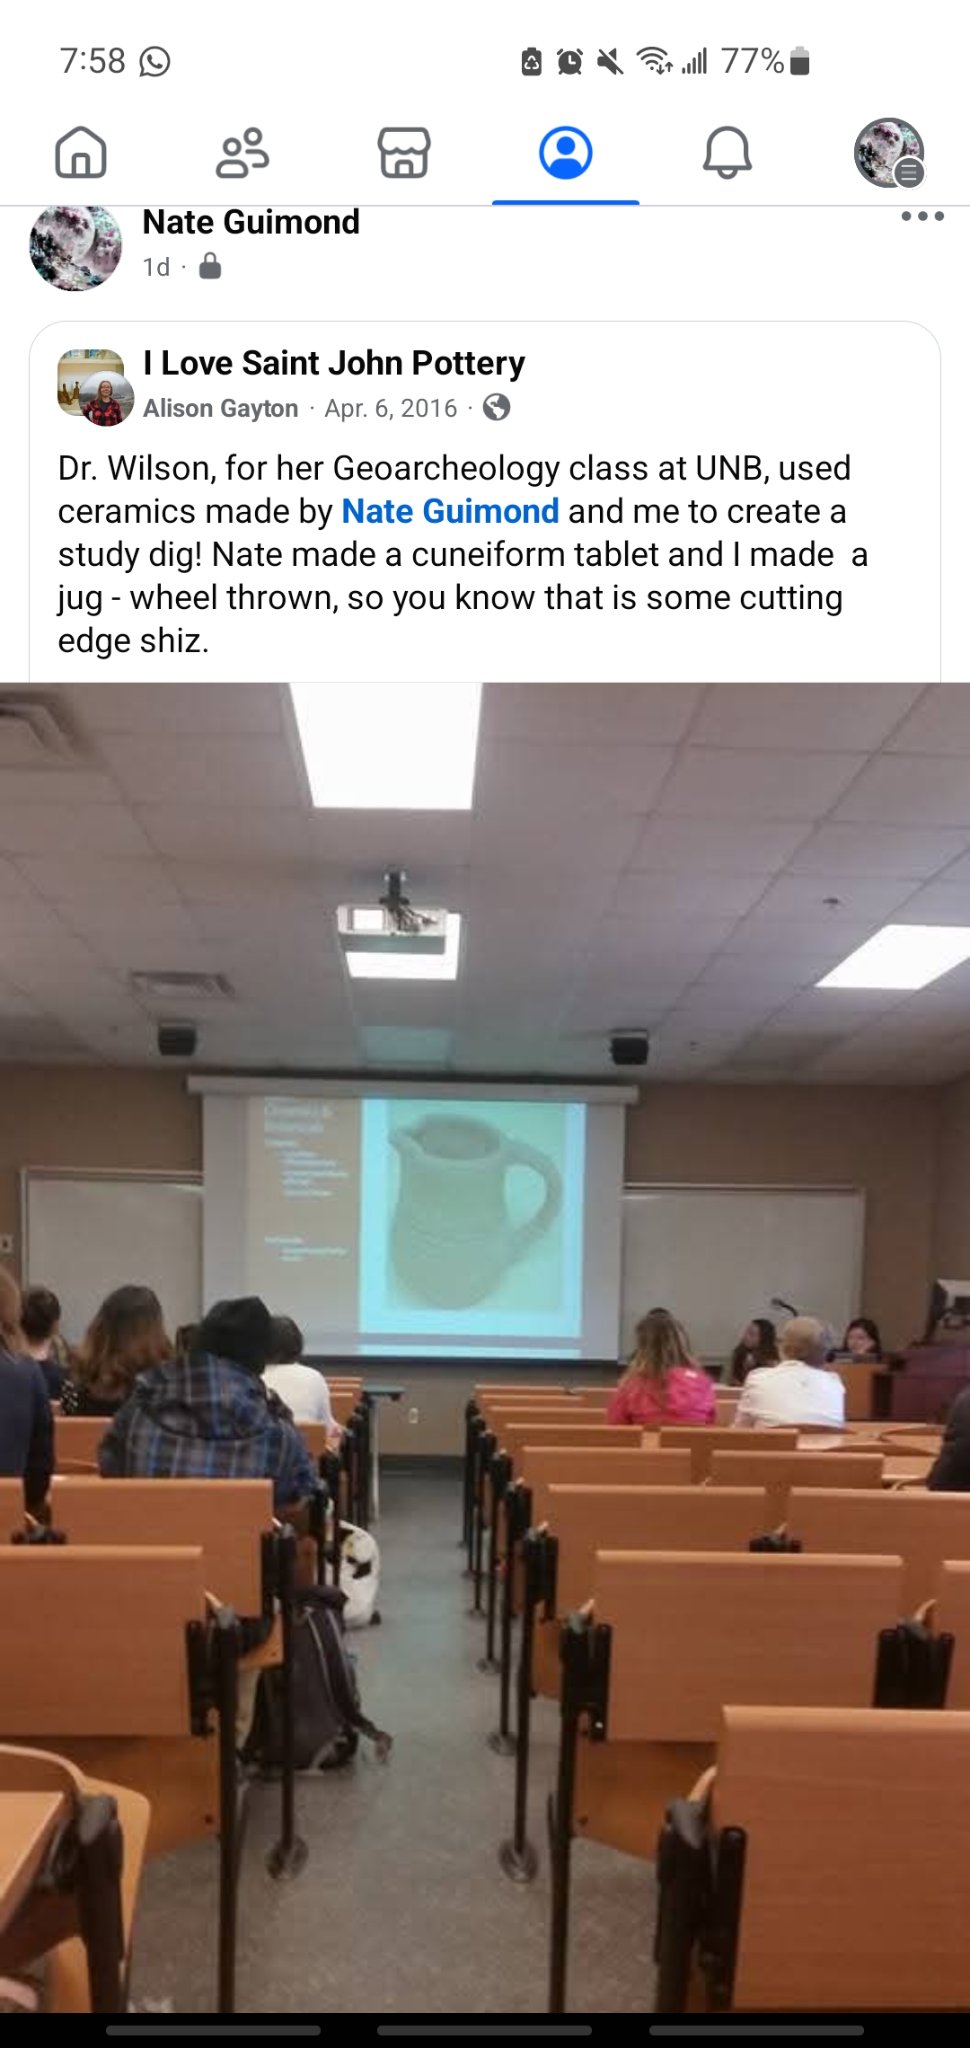 7:58
77%
Nate Guimond
1d ·
I Love Saint John Pottery
Alison Gayton · Apr. 6, 2016 ·
Dr. Wilson, for her Geoarcheology class at UNB, used
ceramics made by Nate Guimond and me to create a
study dig! Nate made a cuneiform tablet and I made a
jug - wheel thrown, so you know that is some cutting
edge shiz.